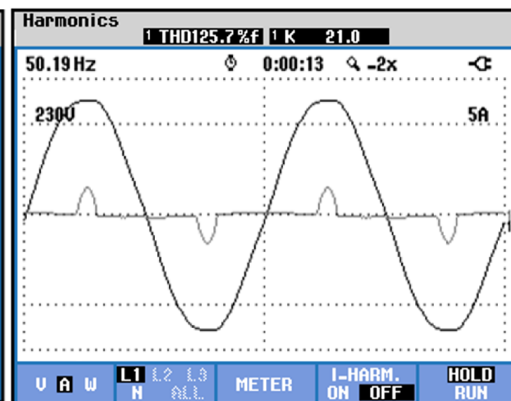 Harmonics
1 THD125.7%f 1 K 21.0
50.19 Hz 0:00:13 -2x
230V 5A
V A W L1 L2 L3 N ALL METER I-HARM. ON OFF HOLD RUN